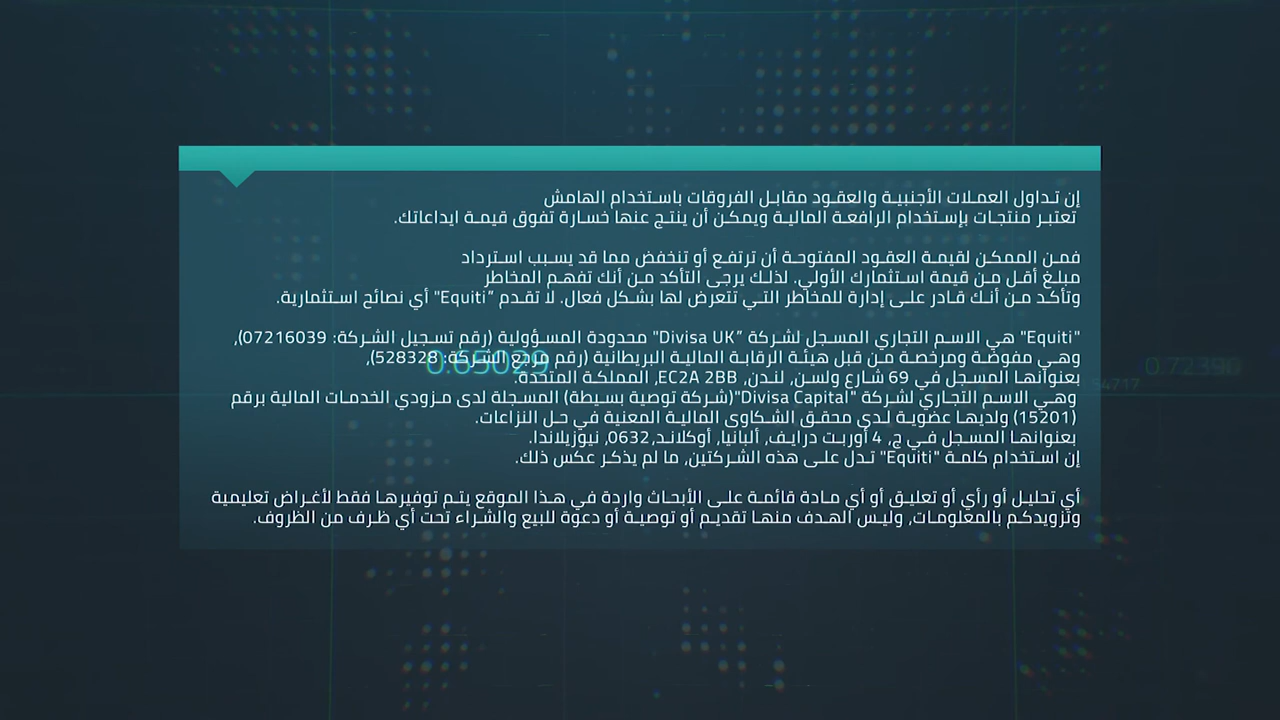 إن تداول العملات الأجنبية والعقود مقابل الفروقات باستخدام الهامش
تعتبر منتجات بإستخدام الرافعة المالية ويمكن أن ينتج عنها خسارة تفوق قيمة ايداعاتك.
فمن الممكن لقيمة العقود المفتوحة أن ترتفع أو تنخفض مما قد يسبب استرداد
مبلغ أقل من قيمة استثمارك الأولي. لذلك يرجى التأكد من أنك تفهم المخاطر
وتأكد من أنك قادر على إدارة للمخاطر التي تتعرض لها بشكل فعال. لا تقدم "Equiti" أي نصائح استثمارية.
"Equiti" هي الاسم التجاري المسجل لشركة "Divisa UK" محدودة المسؤولية (رقم تسجيل الشركة: 07216039),
وهي مفوضة ومرخصة من قبل هيئة الرقابة المالية البريطانية (رقم مرجع الشركة: 528328),
0.65029
0.72390
بعنوانها المسجل في 69 شارع ولسن, لندن, EC2A 2BB, المملكة المتحدة.
54717
وهي الاسم التجاري لشركة "Divisa Capital"(شركة توصية بسيطة) المسجلة لدى مزودي الخدمات المالية برقم
(15201) ولديها عضوية لدى محقق الشكاوى المالية المعنية في حل النزاعات.
بعنوانها المسجل في ج, 4 أوربت درايف, ألبانيا, أوكلاند,0632, نيوزيلاندا.
إن استخدام كلمة "Equiti" تدل على هذه الشركتين, ما لم يذكر عكس ذلك.
أي تحليل أو رأي أو تعليق أو أي مادة قائمة على الأبحاث واردة في هذا الموقع يتم توفيرها فقط لأغراض تعليمية
وتزويدكم بالمعلومات, وليس الهدف منها تقديم أو توصية أو دعوة للبيع والشراء تحت أي ظرف من الظروف.